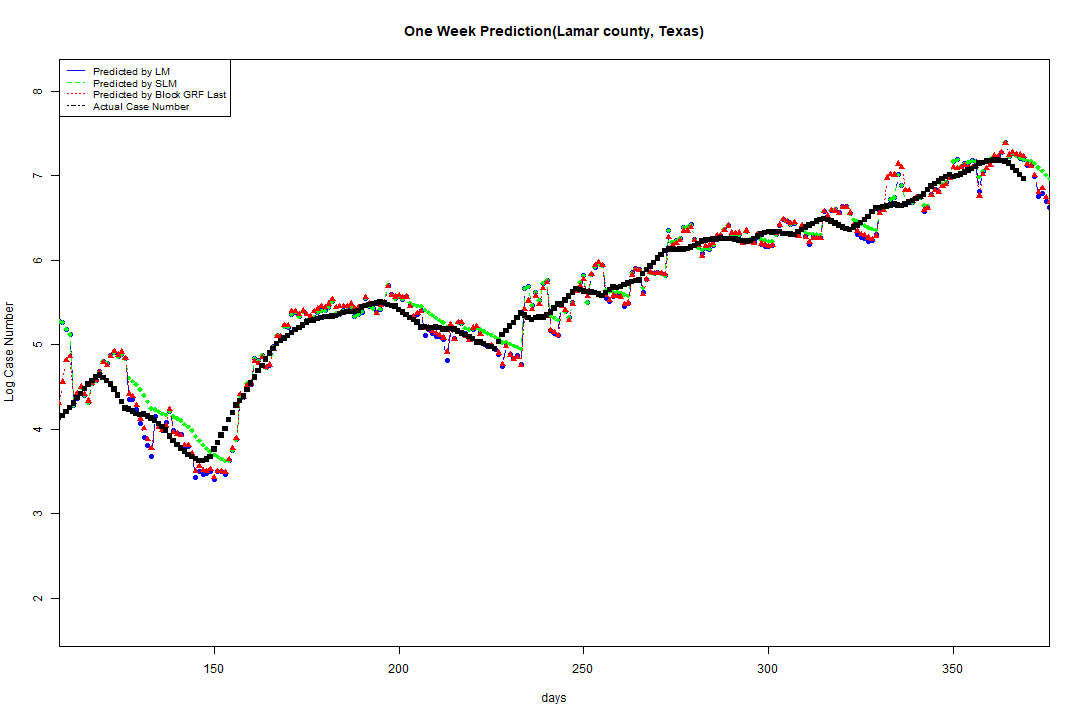 One Week Prediction(Lamar county, Texas)
Predicted by LM
Predicted by SLM
Predicted by Block GRF Last
Actual Case Number
8
7
6
5
4
3
2
Log Case Number
150 200 250 300 350
days